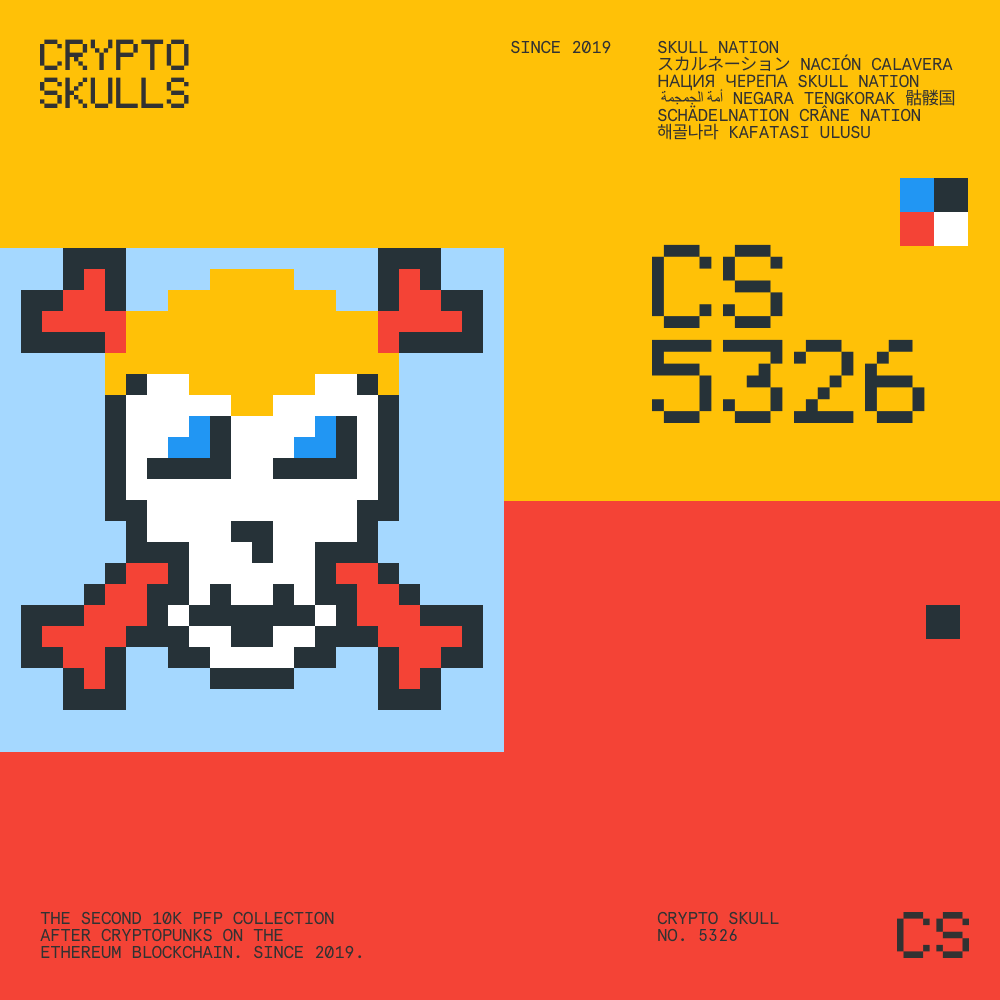 CRYPTO
SKULLS
SINCE 2019
SKULL NATION
スカルネーション NACIÓN CALAVERA
НАЦИЯ ЧЕРЕПА SKULL NATION
أمة الجمجمة NEGARA TENGKORAK 骷髅国
SCHÄDELNATION CRÂNE NATION
해골나라 KAFATASI ULUSU
CS
5326
THE SECOND 10K PFP COLLECTION
AFTER CRYPTOPUNKS ON THE
ETHEREUM BLOCKCHAIN. SINCE 2019.
CRYPTO SKULL
NO. 5326
CS